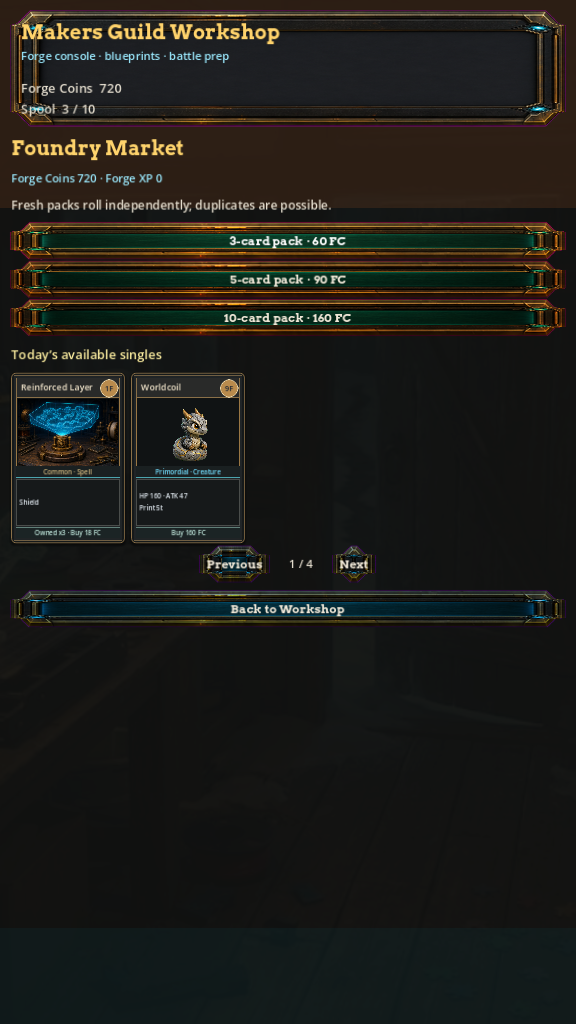 Makers Guild Workshop
Forge console · blueprints · battle prep
Forge Coins 720
Spool 3 / 10
Foundry Market
Forge Coins 720 · Forge XP 0
Fresh packs roll independently; duplicates are possible.
3-card pack · 60 FC
5-card pack · 90 FC
10-card pack · 160 FC
Today's available singles
Reinforced Layer 1F
Common · Spell
Shield
Owned x3 · Buy 18 FC
Worldcoil 9F
Primordial · Creature
HP 160 · ATK 47
Print St
Buy 160 FC
Previous 1 / 4 Next
Back to Workshop